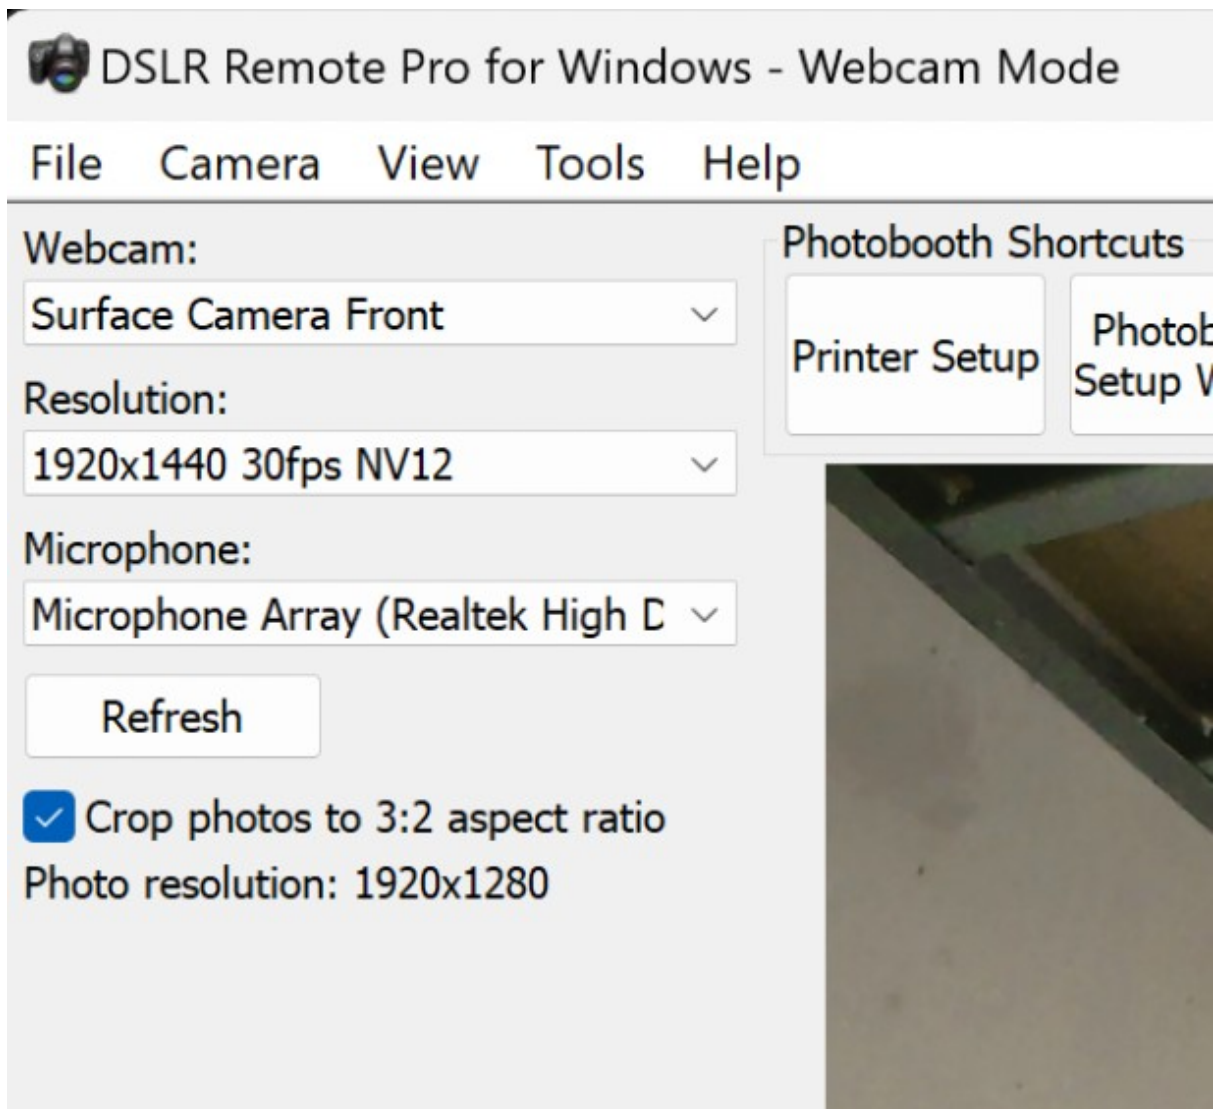 DSLR Remote Pro for Windows - Webcam Mode
File Camera View Tools Help
Webcam:
Surface Camera Front
Resolution:
1920x1440 30fps NV12
Microphone:
Microphone Array (Realtek High D
Refresh
Crop photos to 3:2 aspect ratio
Photo resolution: 1920x1280
Photobooth Shortcuts
Printer Setup
Setup